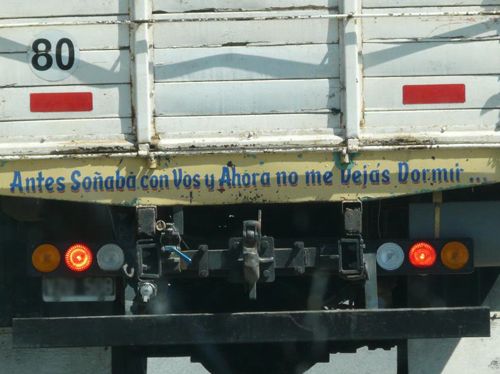 80
Antes Soñaba con Vos y Ahora no me Dejás Dormir ...